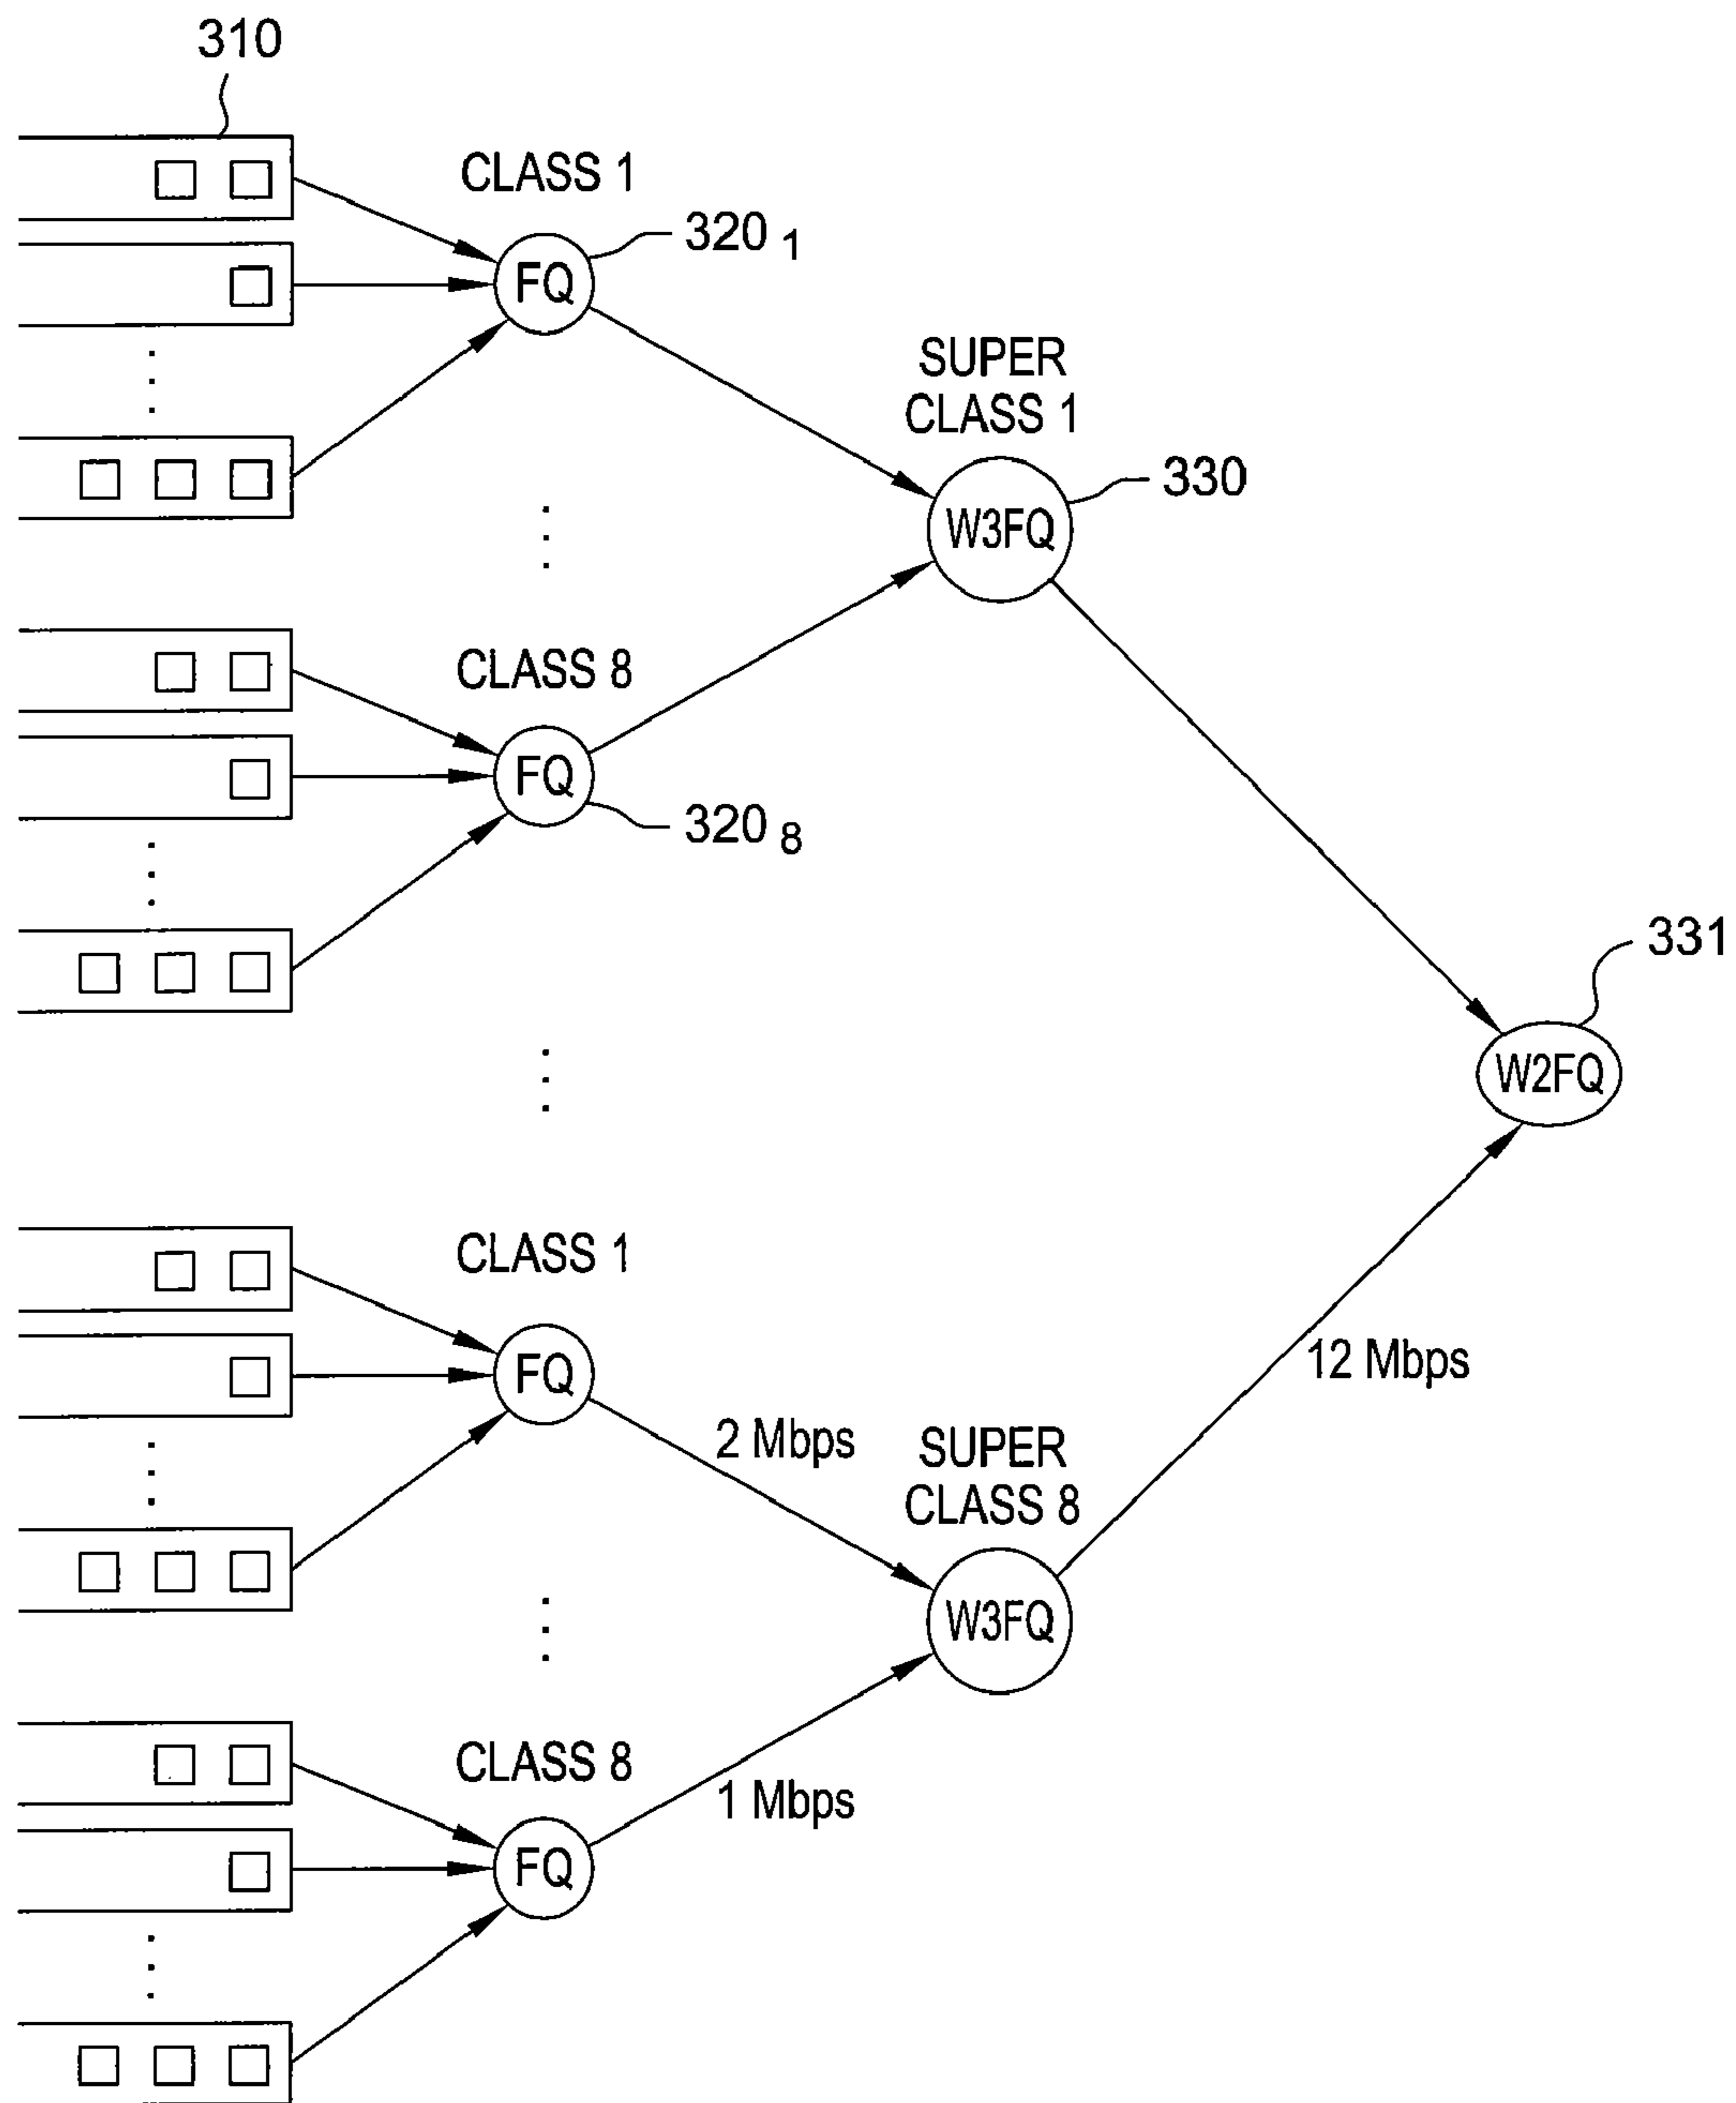 310
CLASS 1
320 1
FQ
SUPER
CLASS 1
330
W3FQ
CLASS 8
FQ
320 8
331
W2FQ
CLASS 1
12 Mbps
FQ
2 Mbps
SUPER
CLASS 8
W3FQ
CLASS 8
1 Mbps
FQ